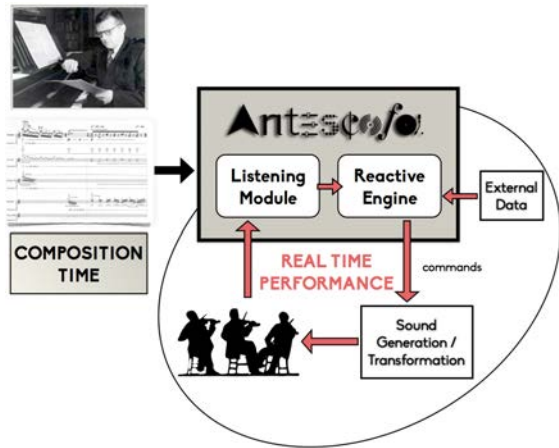 Antescofo
Listening
Module
Reactive
Engine
External
Data
COMPOSITION
TIME
REAL TIME
PERFORMANCE
commands
Sound
Generation /
Transformation